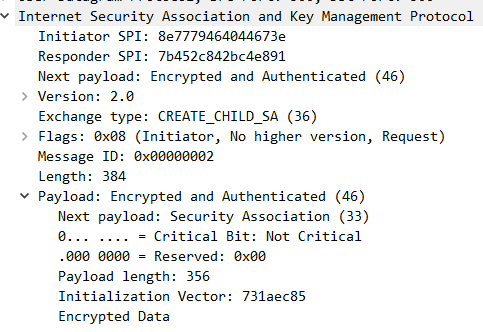 Internet Security Association and Key Management Protocol
Initiator SPI: 8e7779464044673e
Responder SPI: 7b452c842bc4e891
Next payload: Encrypted and Authenticated (46)
Version: 2.0
Exchange type: CREATE_CHILD_SA (36)
Flags: 0x08 (Initiator, No higher version, Request)
Message ID: 0x00000002
Length: 384
Payload: Encrypted and Authenticated (46)
Next payload: Security Association (33)
0... .... = Critical Bit: Not Critical
.000 0000 = Reserved: 0x00
Payload length: 356
Initialization Vector: 731aec85
Encrypted Data